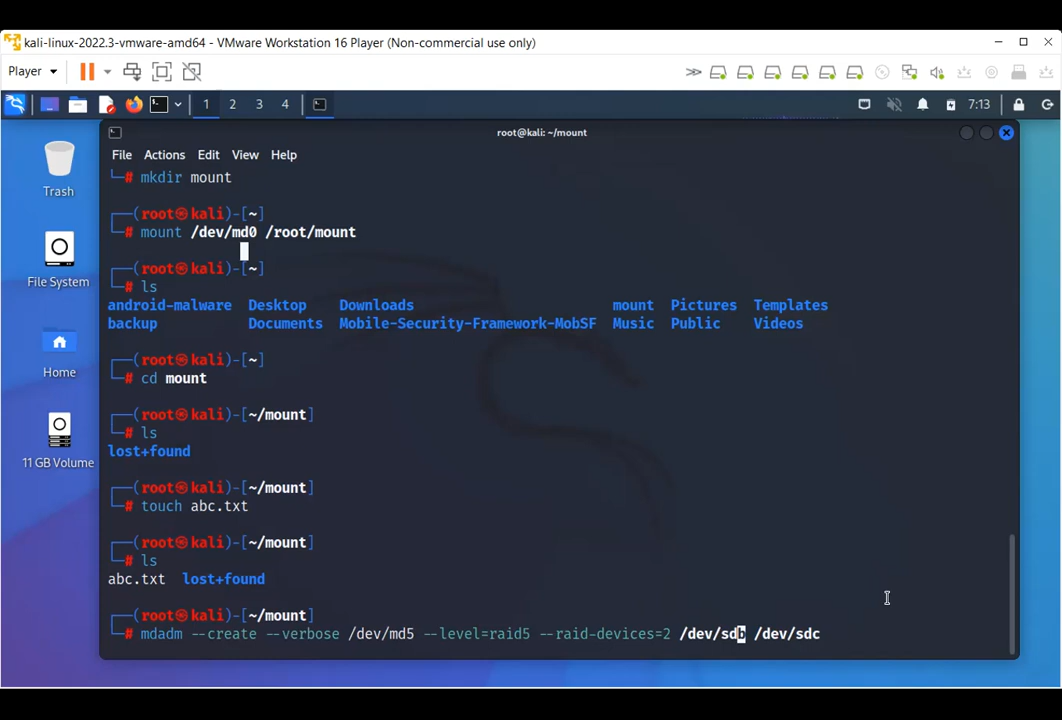 kali-linux-2022.3-vmware-amd64 - VMware Workstation 16 Player (Non-commercial use only)
Player
1 2 3 4
7:13
root@kali: ~/mount
File Actions Edit View Help
Trash
File System
Home
11 GB Volume
└─# mkdir mount
┌──(root㉿kali)-[~]
└─# mount /dev/md0 /root/mount
┌──(root㉿kali)-[~]
└─# ls
android-malware Desktop Downloads mount Pictures Templates
backup Documents Mobile-Security-Framework-MobSF Music Public Videos
┌──(root㉿kali)-[~]
└─# cd mount
┌──(root㉿kali)-[~/mount]
└─# ls
lost+found
┌──(root㉿kali)-[~/mount]
└─# touch abc.txt
┌──(root㉿kali)-[~/mount]
└─# ls
abc.txt lost+found
┌──(root㉿kali)-[~/mount]
└─# mdadm --create --verbose /dev/md5 --level=raid5 --raid-devices=2 /dev/sdb /dev/sdc